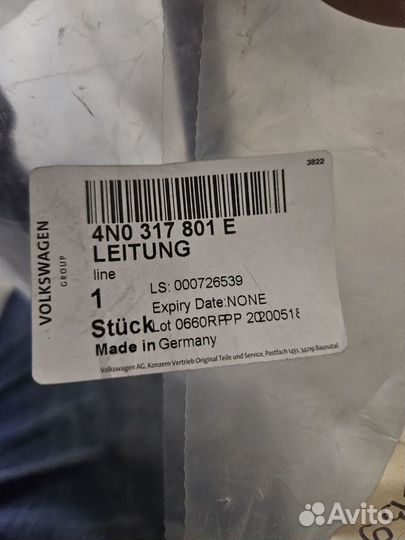 3822
VOLKSWAGEN
GROUP
4N0 317 801 E
LEITUNG
line
1
LS: 000726539
Expiry Date:NONE
Stück
Lot 0660RPPP 20200518
Made in Germany
Volkswagen AG, Konzern Vertrieb Original Teile und Service, Postfach 1451, 34219 Baunatal
Avito